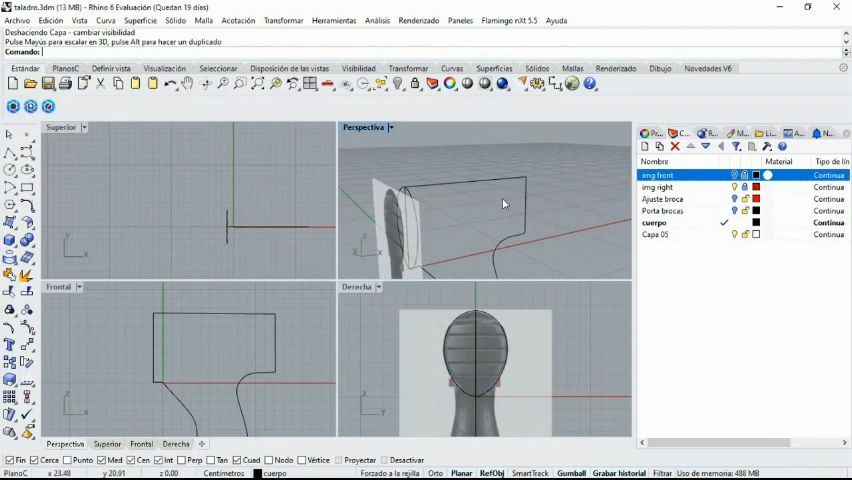 taladro.3dm (13 MB) - Rhino 6 Evaluación (Quedan 19 días)
Archivo Edición Vista Curva Superficie Sólido Malla Acotación Transformar Herramientas Análisis Renderizado Paneles Flamingo nXt 5.5 Ayuda
Deshaciendo Capa - cambiar visibilidad
Pulse Mayús para escalar en 3D, pulse Alt para hacer un duplicado
Comando:
Estándar PlanosC Definir vista Visualización Seleccionar Disposición de las vistas Visibilidad Transformar Curvas Superficies Sólidos Mallas Renderizado Dibujo Novedades V6
Superior
Perspectiva
Pr... C... R... M... Li... A... N...
Nombre Material Tipo de lín
img front Continua
img right Continua
Ajuste broca Continua
Porta brocas Continua
cuerpo Continua
Capa 05 Continua
y
x
z
y x
Frontal
Derecha
z
x
z
y
Perspectiva Superior Frontal Derecha
Fin Cerca Punto Med Cen Int Perp Tan Cuad Nodo Vértice Proyectar Desactivar
PlanoC x 23.48 y 20.91 z 0.00 Centímetros cuerpo Forzado a la rejilla Orto Planar RefObj SmartTrack Gumball Grabar historial Filtrar Uso de memoria: 488 MB